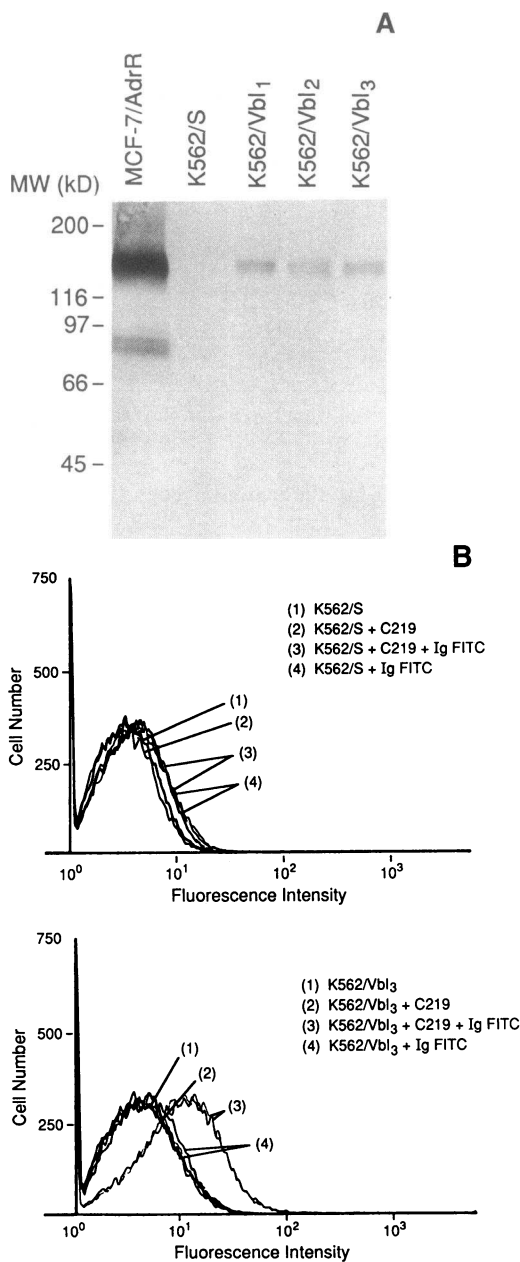 A
MCF-7/AdrR
K562/S
K562/Vbl₁
K562/Vbl₂
K562/Vbl₃
MW (kD)
200
116
97
66
45
B
750
500
250
Cell Number
(1) K562/S
(2) K562/S + C219
(3) K562/S + C219 + Ig FITC
(4) K562/S + Ig FITC
(1)
(2)
(3)
(4)
10⁰ 10¹ 10² 10³
Fluorescence Intensity
750
500
250
Cell Number
(1) K562/Vbl₃
(2) K562/Vbl₃ + C219
(3) K562/Vbl₃ + C219 + Ig FITC
(4) K562/Vbl₃ + Ig FITC
(1)
(2)
(3)
(4)
10⁰ 10¹ 10² 10³
Fluorescence Intensity